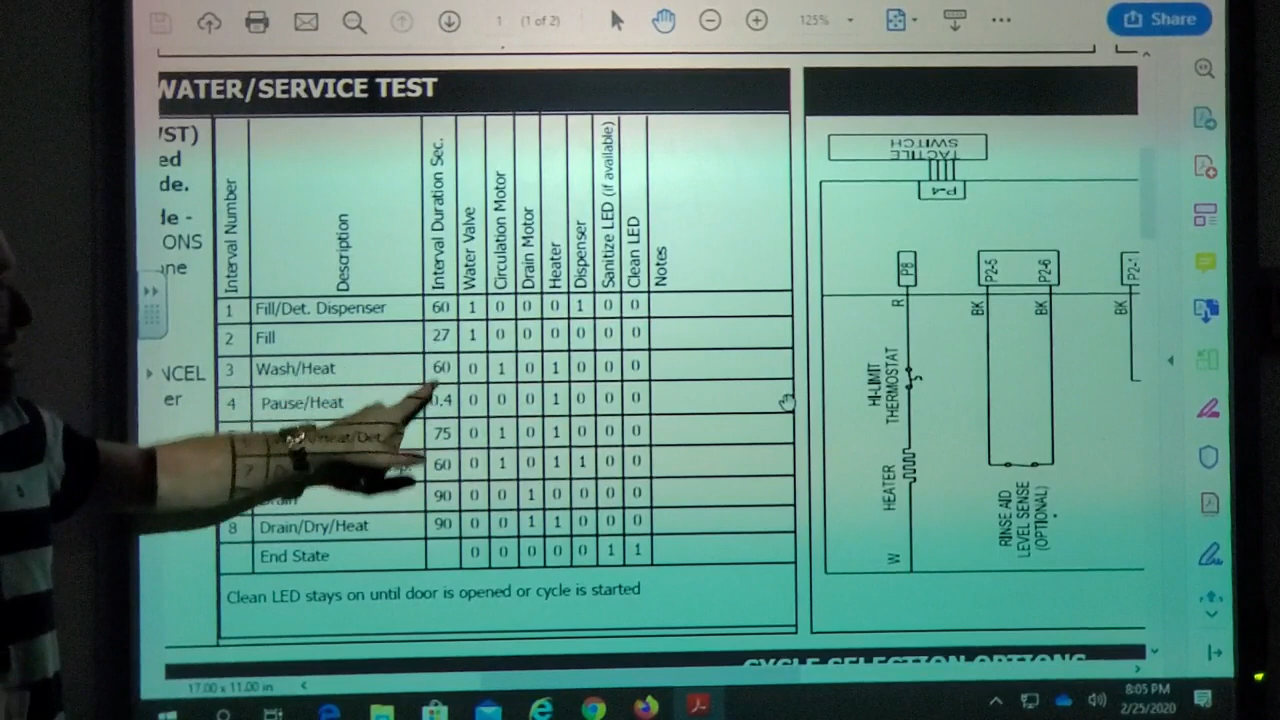 1 (1 of 2)
125%
Share
WATER/SERVICE TEST
ST)
ed
de.
le -
ONS
ne
NCEL
er
Interval Number Description Interval Duration Sec. Water Valve Circulation Motor Drain Motor Heater Dispenser Sanitize LED (if available) Clean LED Notes
1 Fill/Det. Dispenser 60 1 0 0 0 1 0 0
2 Fill 27 1 0 0 0 0 0 0
3 Wash/Heat 60 0 1 0 1 0 0 0
4 Pause/Heat 0.4 0 0 0 1 0 0 0
Heat/Det. 75 0 1 0 1 0 0 0
60 0 1 0 1 1 0 0
7 Drain 90 0 0 1 0 0 0 0
8 Drain/Dry/Heat 90 0 0 1 1 0 0 0
End State 0 0 0 0 0 1 1
Clean LED stays on until door is opened or cycle is started
TACTILE
SWITCH
P-A
P8
P2-5
P2-6
P2-1
R
BK
BK
BK
HI-LIMIT
THERMOSTAT
HEATER
W
RINSE AID
LEVEL SENSE
(OPTIONAL)
CYCLE SELECTION OPTIONS
17.00 x 11.00 in
8:05 PM
2/25/2020